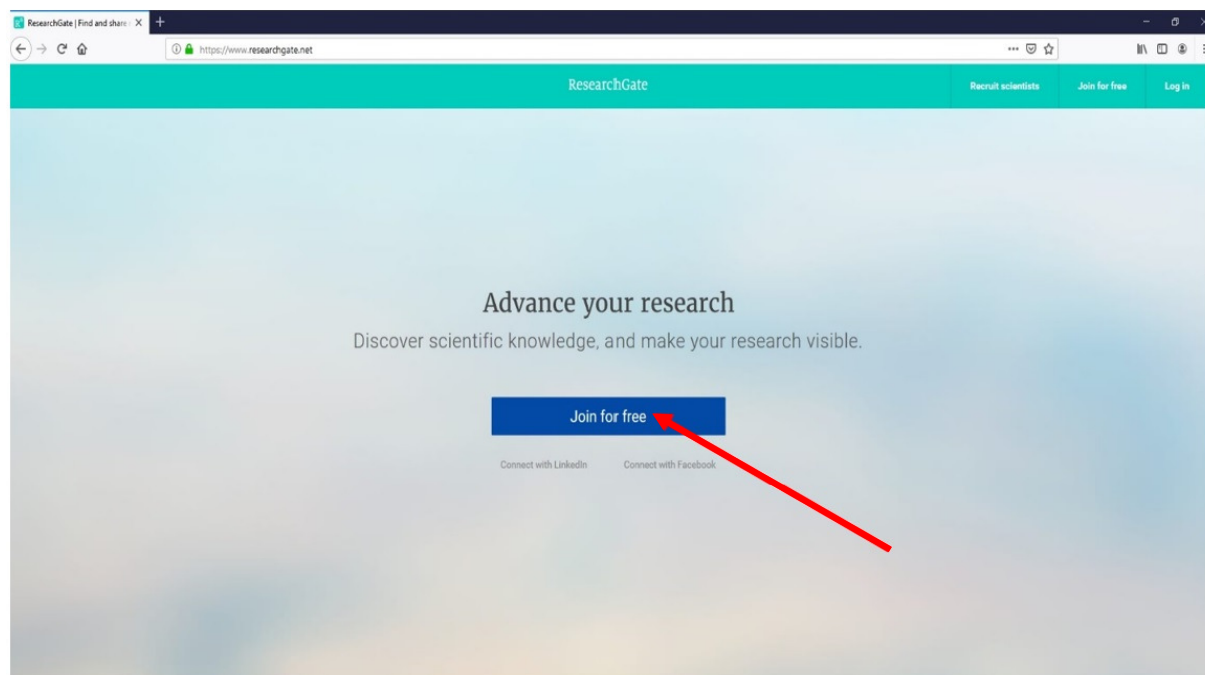 ResearchGate | Find and share
https://www.researchgate.net
ResearchGate
Recruit scientists
Join for free
Log in
Advance your research
Discover scientific knowledge, and make your research visible.
Join for free
Connect with LinkedIn
Connect with Facebook